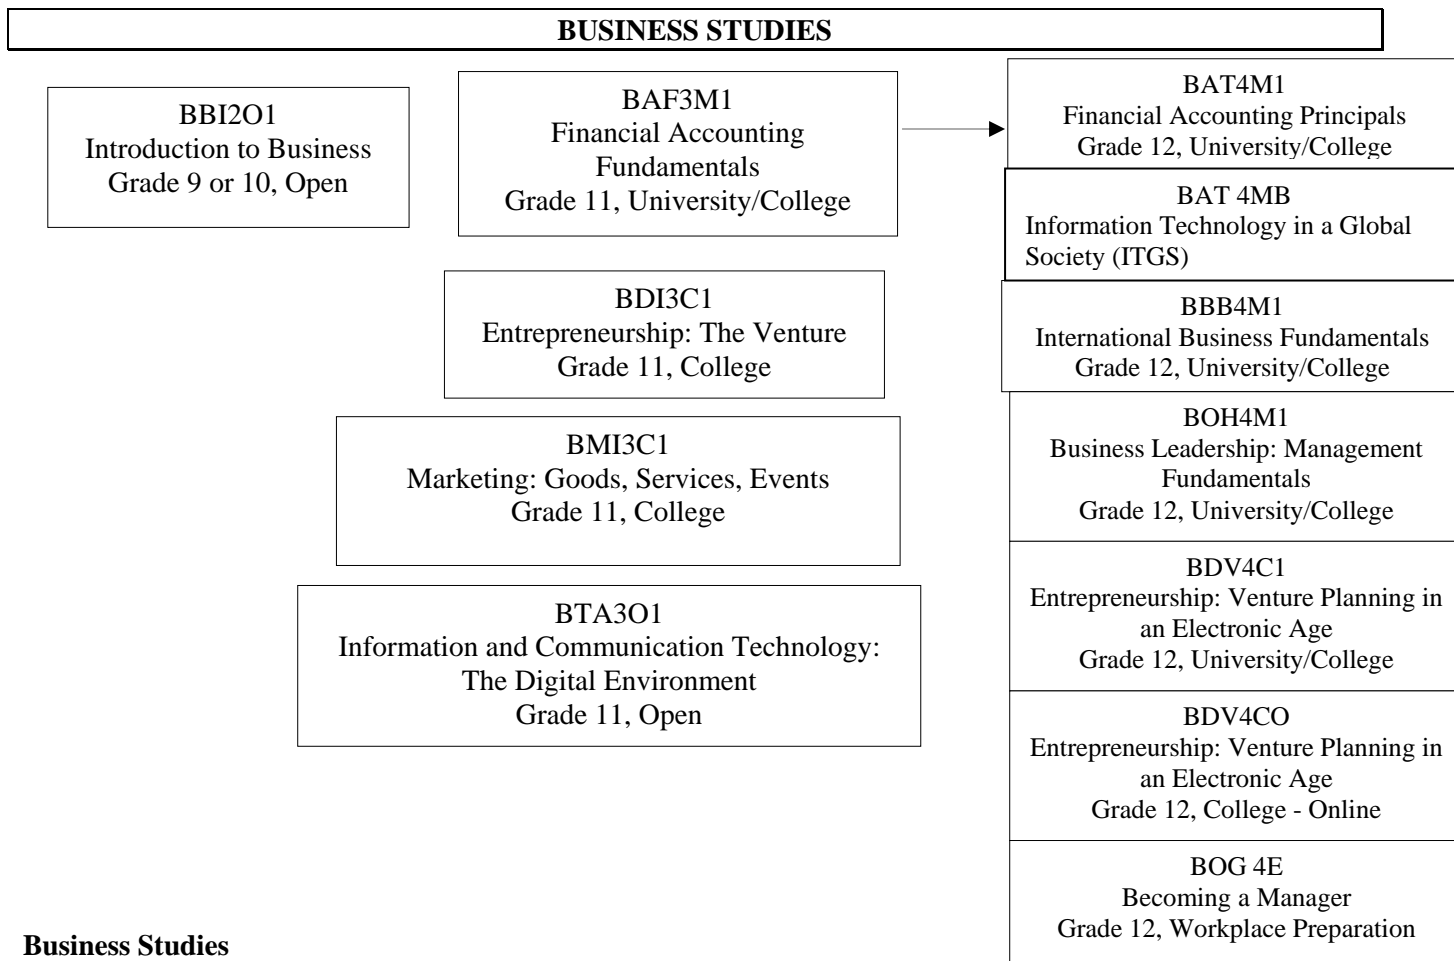 BUSINESS STUDIES
BBI2O1
Introduction to Business
Grade 9 or 10, Open
BAF3M1
Financial Accounting
Fundamentals
Grade 11, University/College
BDI3C1
Entrepreneurship: The Venture
Grade 11, College
BMI3C1
Marketing: Goods, Services, Events
Grade 11, College
BTA3O1
Information and Communication Technology:
The Digital Environment
Grade 11, Open
BAT4M1
Financial Accounting Principals
Grade 12, University/College
BAT 4MB
Information Technology in a Global
Society (ITGS)
BBB4M1
International Business Fundamentals
Grade 12, University/College
BOH4M1
Business Leadership: Management
Fundamentals
Grade 12, University/College
BDV4C1
Entrepreneurship: Venture Planning in
an Electronic Age
Grade 12, University/College
BDV4CO
Entrepreneurship: Venture Planning in
an Electronic Age
Grade 12, College - Online
BOG 4E
Becoming a Manager
Grade 12, Workplace Preparation
Business Studies